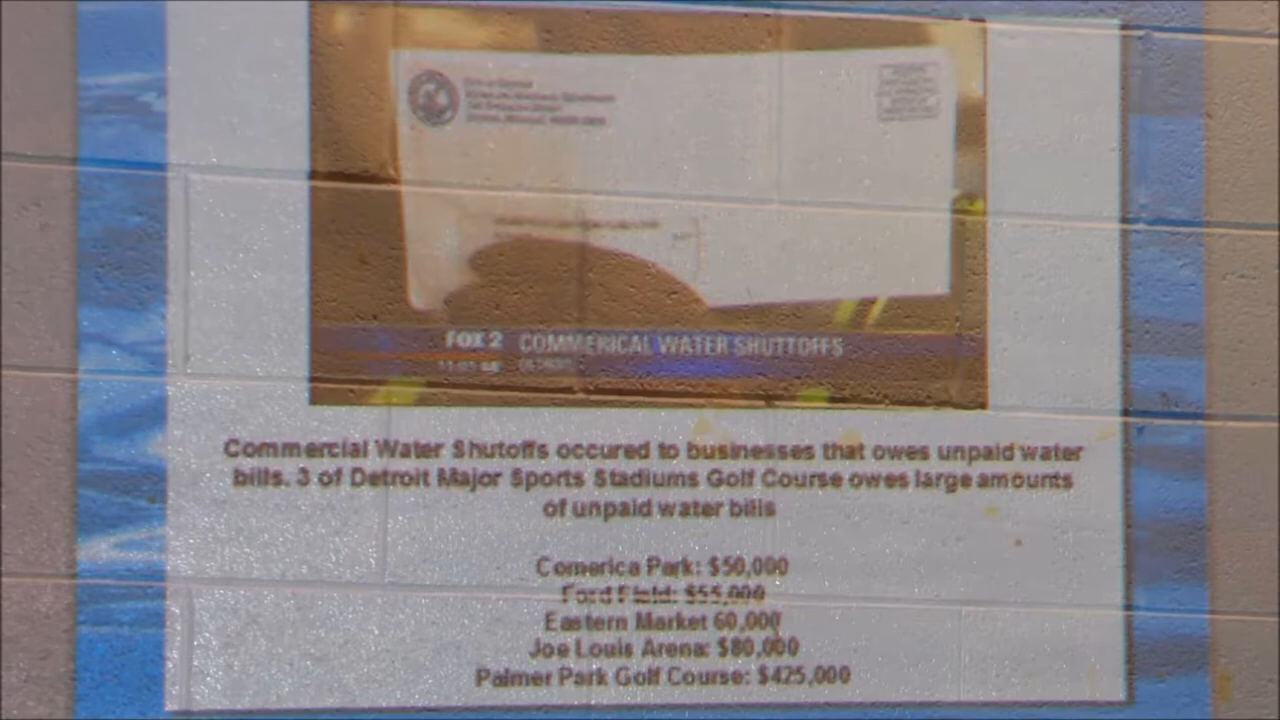 FOX 2 COMMERICAL WATER SHUTTOFFS
Commercial Water Shutoffs occured to businesses that owes unpaid water
bills. 3 of Detroit Major Sports Stadiums Golf Course owes large amounts
of unpaid water bills
Comerica Park: $50,000
Ford Field: $55,000
Eastern Market 60,000
Joe Louis Arena: $80,000
Palmer Park Golf Course: $425,000